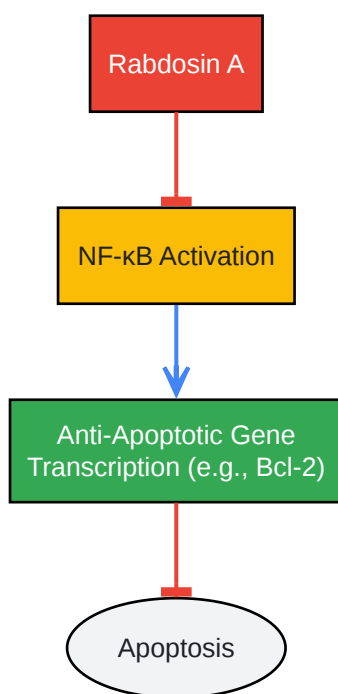 Rabdosin A
NF-κB Activation
Anti-Apoptotic Gene
Transcription (e.g., Bcl-2)
Apoptosis